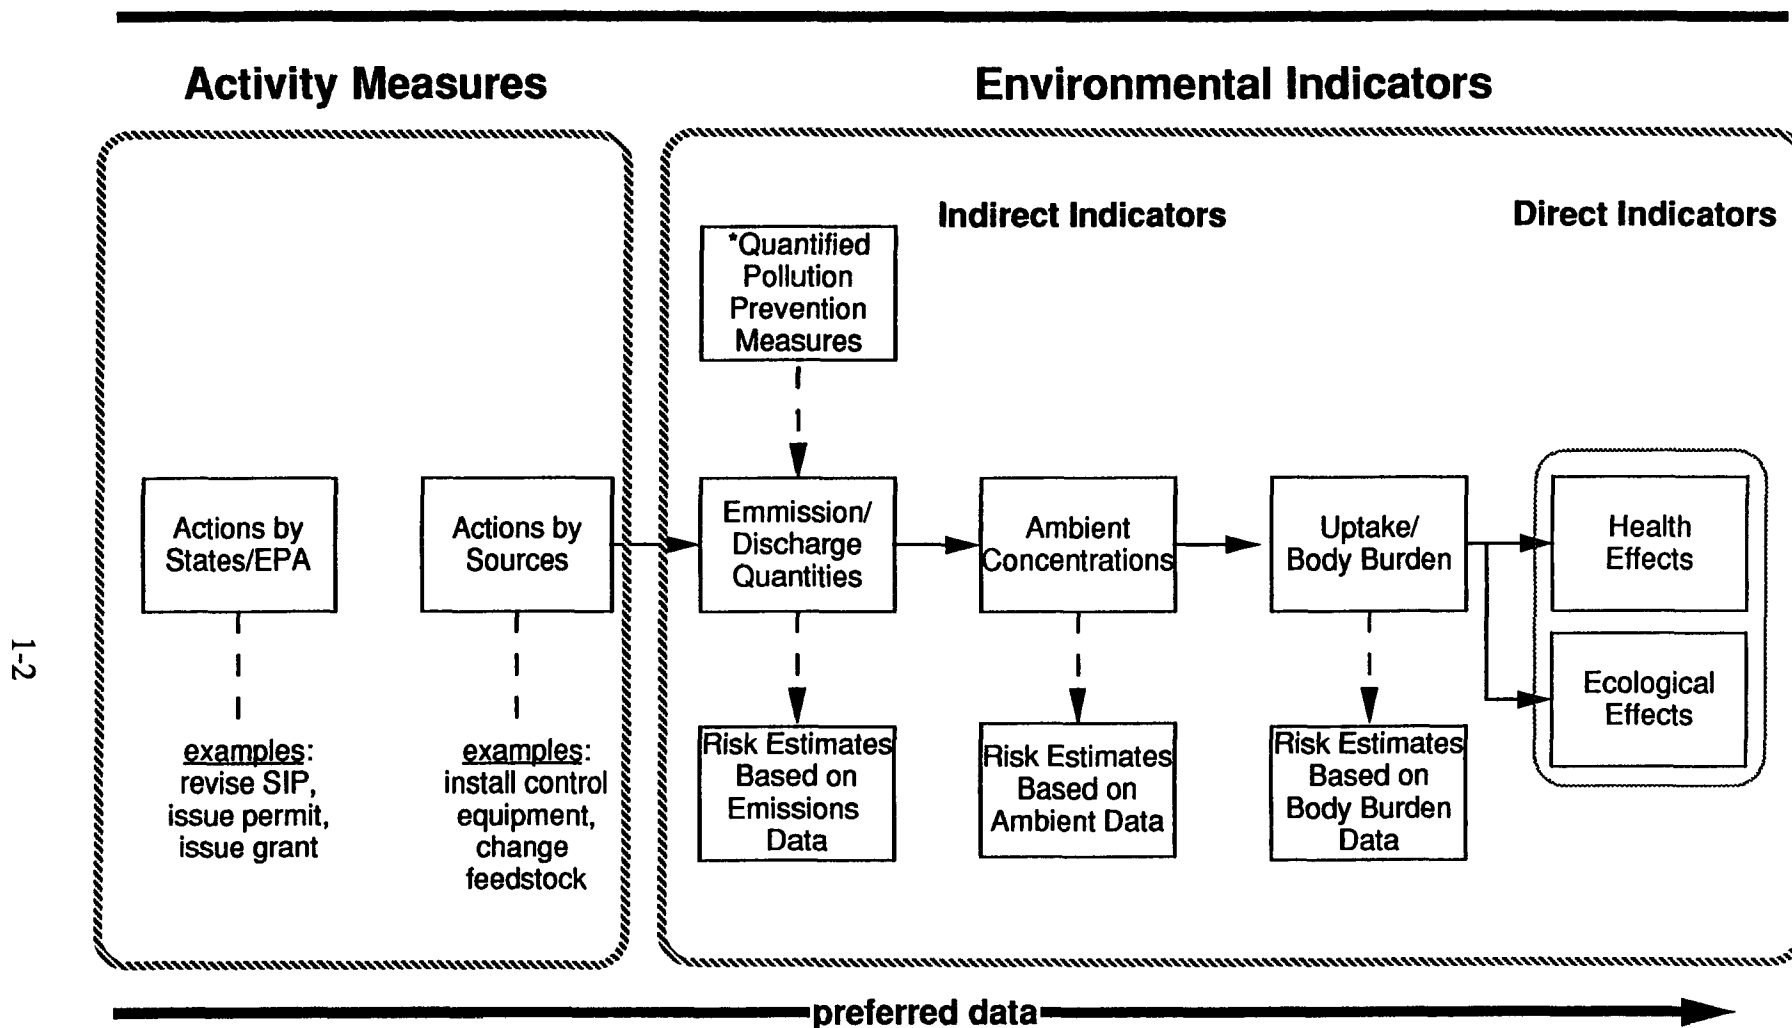 Activity Measures
Environmental Indicators
Indirect Indicators
Direct Indicators
*Quantified
Pollution
Prevention
Measures
Actions by
States/EPA
Actions by
Sources
Emmission/
Discharge
Quantities
Ambient
Concentrations
Uptake/
Body Burden
Health
Effects
Ecological
Effects
examples:
revise SIP,
issue permit,
issue grant
examples:
install control
equipment,
change
feedstock
Risk Estimates
Based on
Emissions
Data
Risk Estimates
Based on
Ambient Data
Risk Estimates
Based on
Body Burden
Data
preferred data
1-2